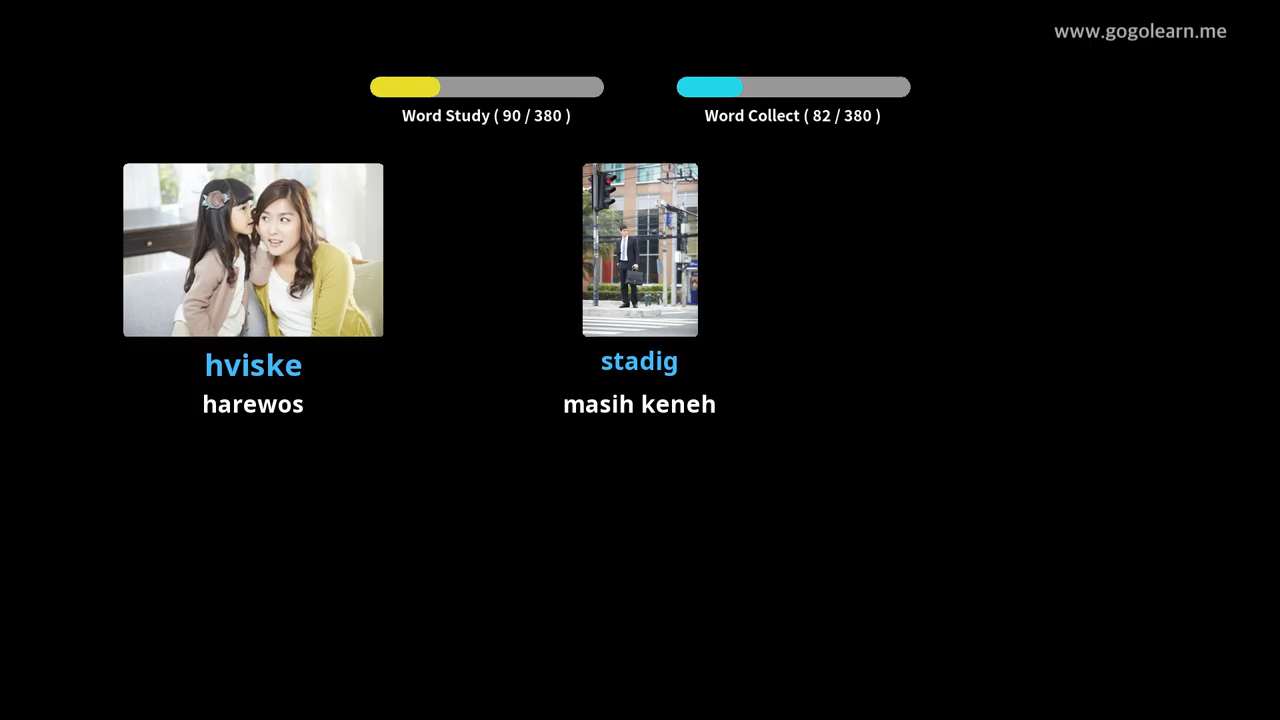 www.gogolearn.me
Word Study ( 90 / 380 )
Word Collect ( 82 / 380 )
hviske
stadig
harewos
masih keneh